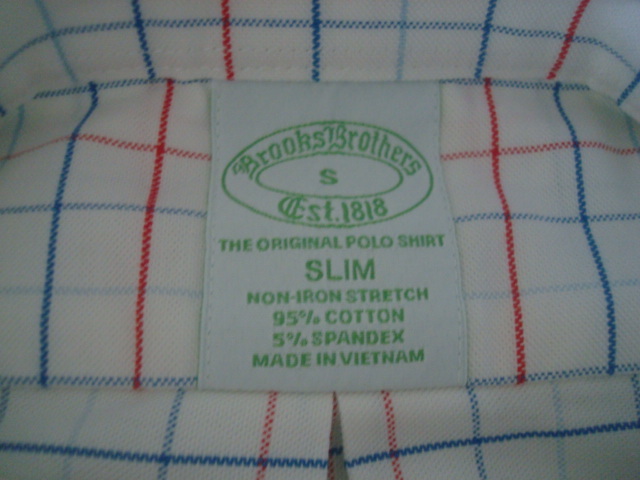 Brooks Brothers
S
Est. 1818
THE ORIGINAL POLO SHIRT
SLIM
NON-IRON STRETCH
95% COTTON
5% SPANDEX
MADE IN VIETNAM